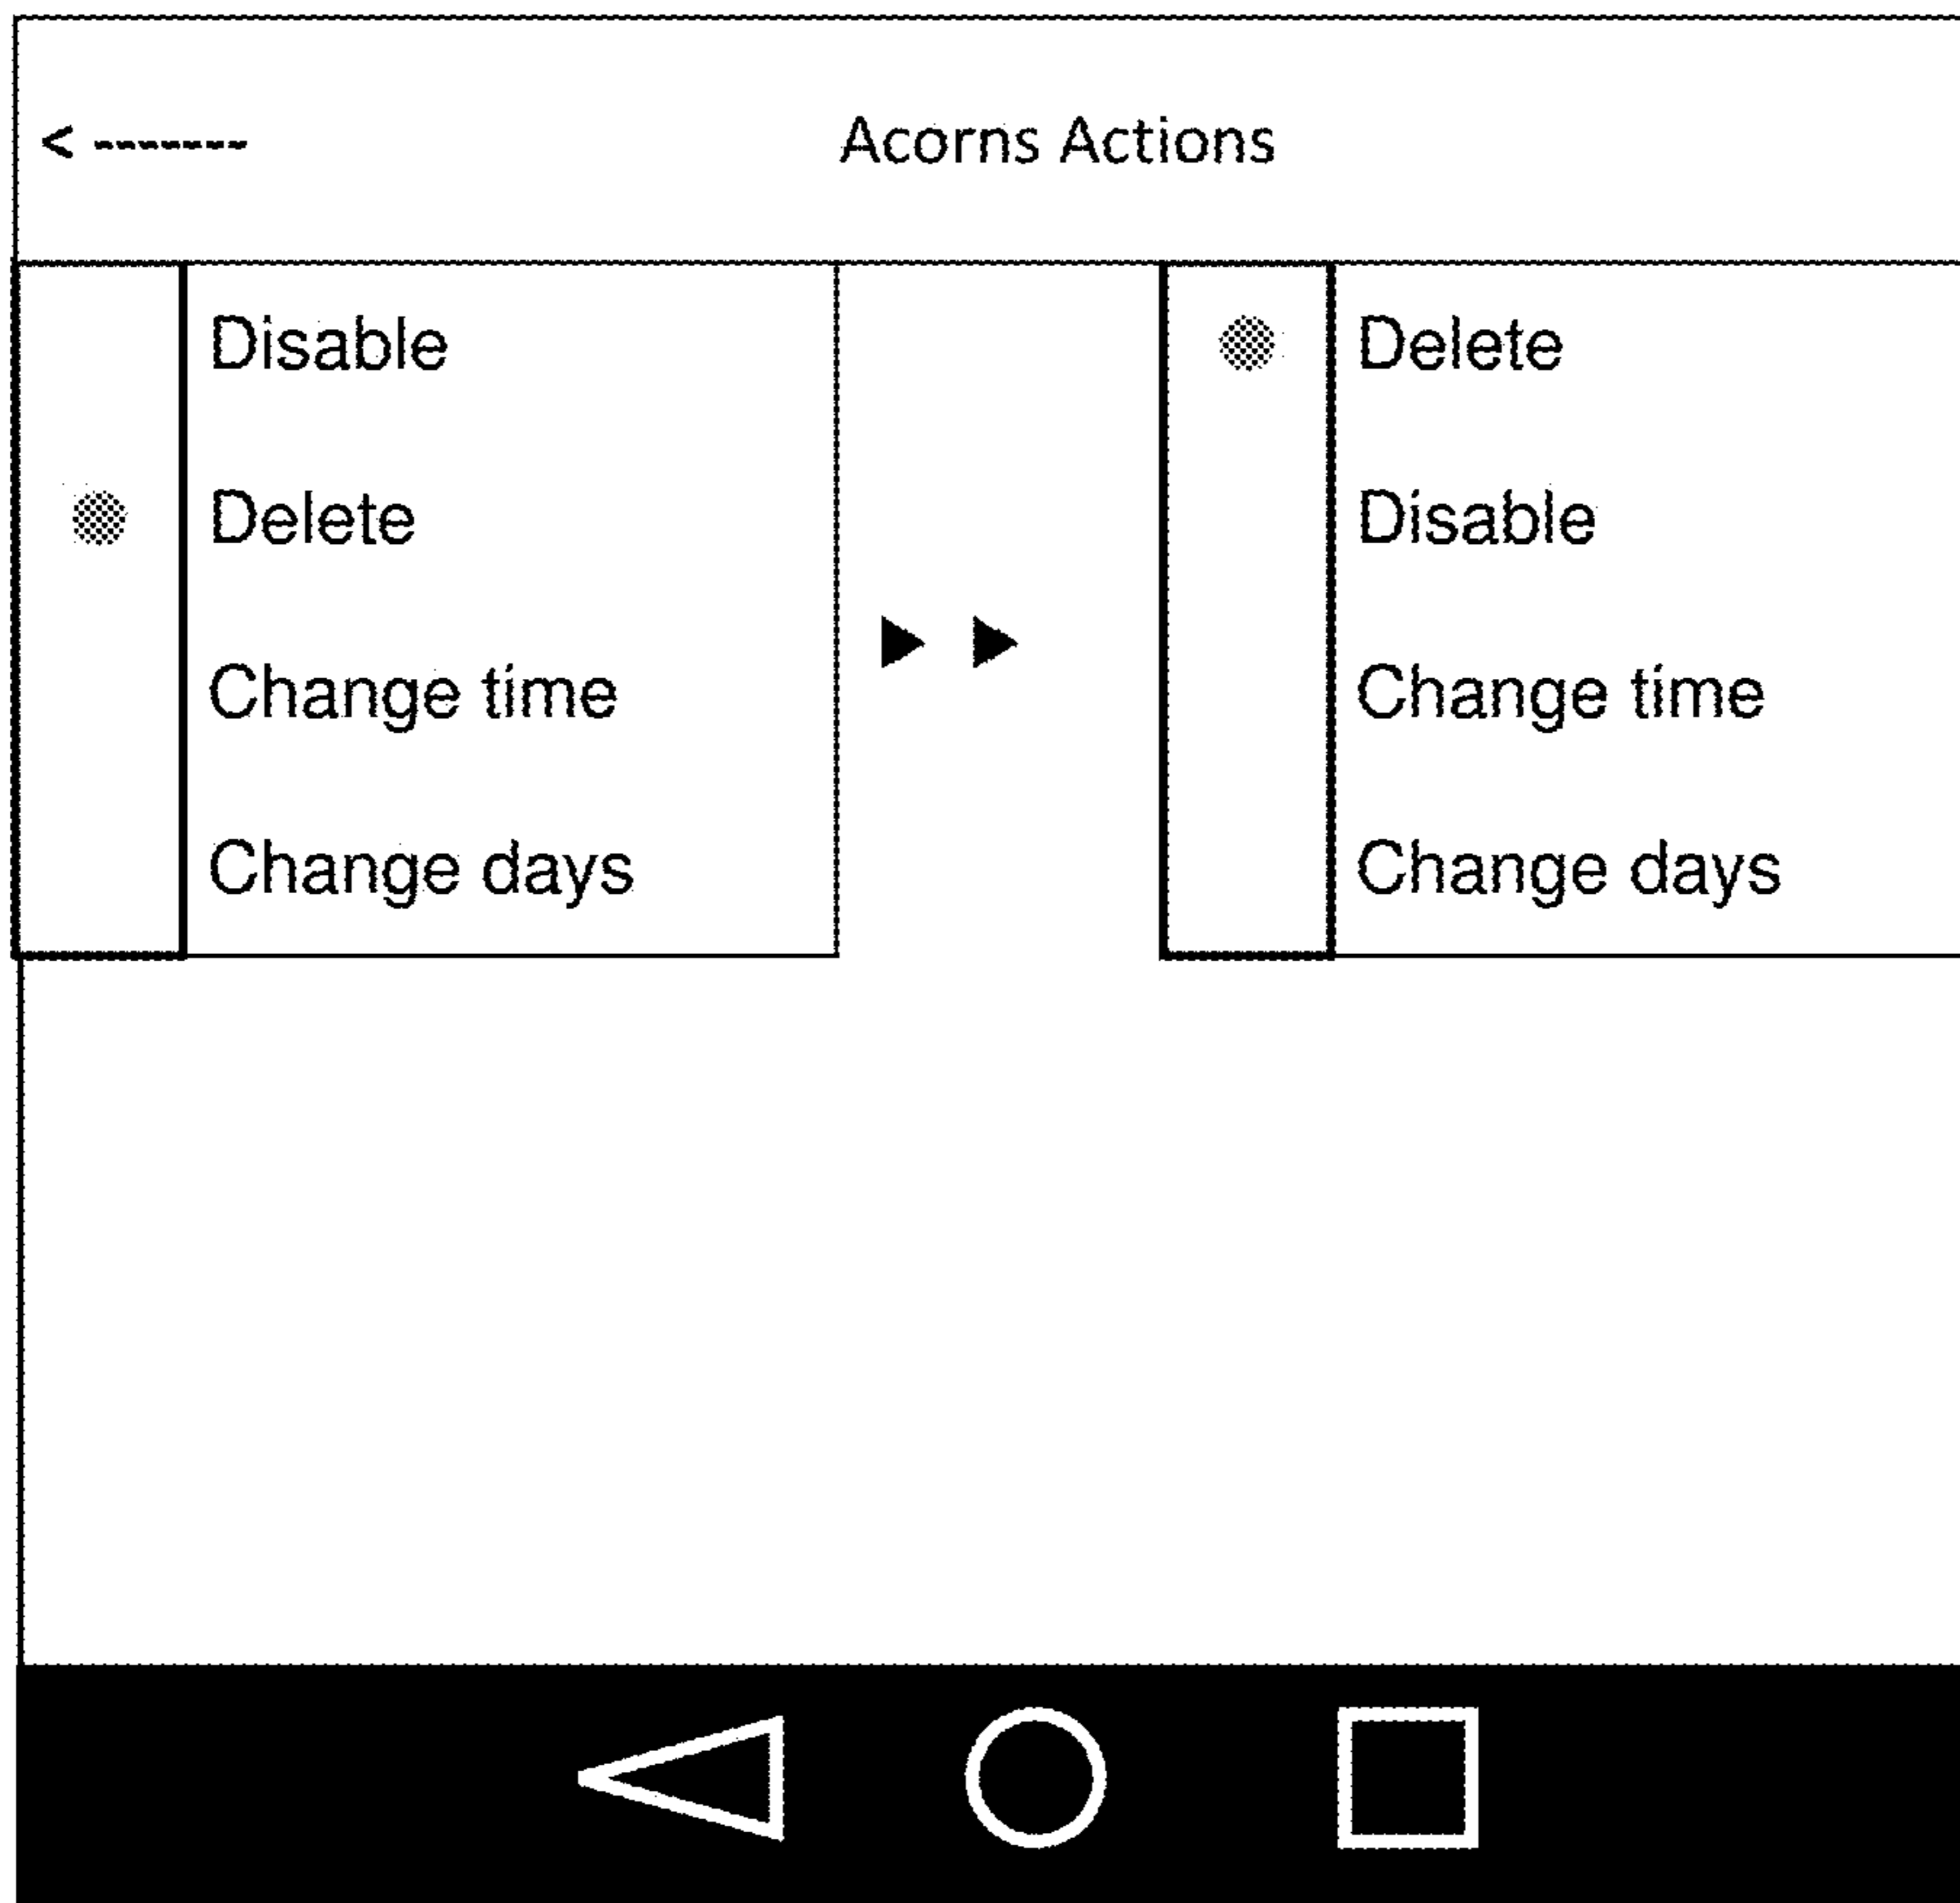 < -------
Acorns Actions
Disable
Delete
Change time
Change days
Delete
Disable
Change time
Change days